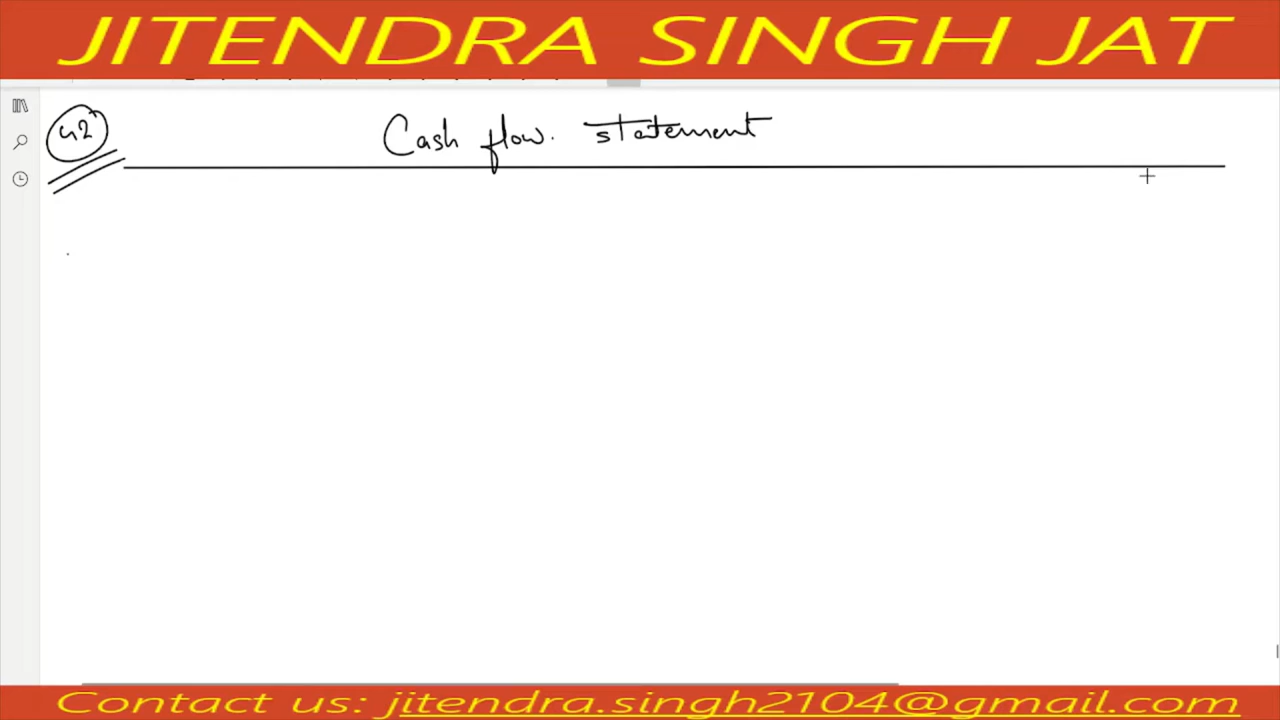 JITENDRA SINGH JAT
42 Cash flow. statement
Contact us: jitendra.singh2104@gmail.com